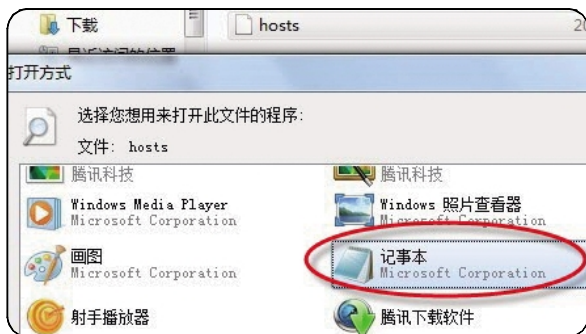 下载
hosts
打开方式
选择您想用来打开此文件的程序:
文件: hosts
腾讯科技
腾讯科技
Windows Media Player
Microsoft Corporation
Windows 照片查看器
Microsoft Corporation
画图
Microsoft Corporation
记事本
Microsoft Corporation
射手播放器
腾讯下载软件